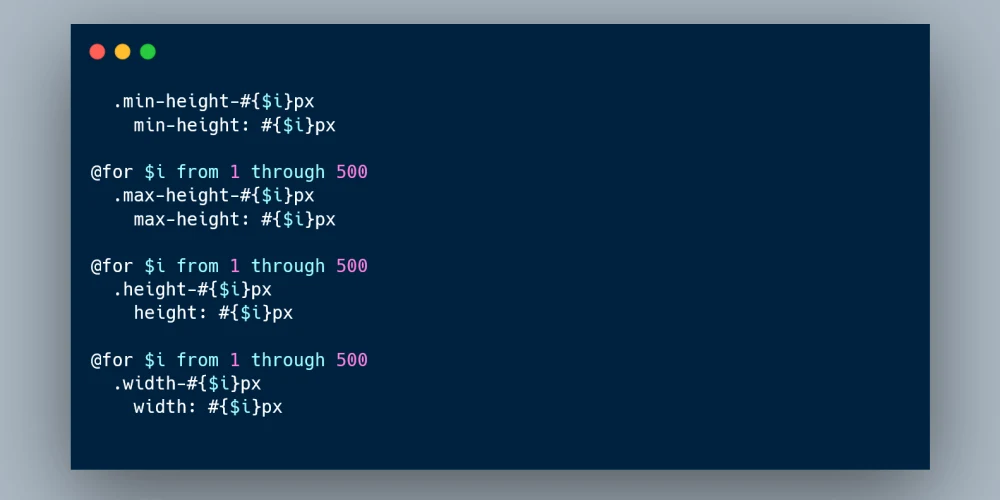 .min-height-#{$i}px
min-height: #{$i}px
@for $i from 1 through 500
.max-height-#{$i}px
max-height: #{$i}px
@for $i from 1 through 500
.height-#{$i}px
height: #{$i}px
@for $i from 1 through 500
.width-#{$i}px
width: #{$i}px